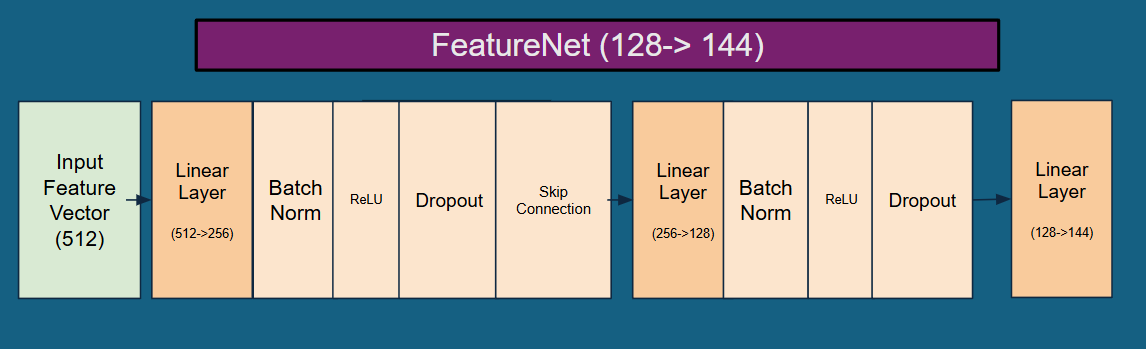 FeatureNet (128-> 144)
Input
Feature
Vector
(512)
Linear
Layer
(512->256)
Batch
Norm
ReLU
Dropout
Skip
Connection
Linear
Layer
(256->128)
Batch
Norm
ReLU
Dropout
Linear
Layer
(128->144)